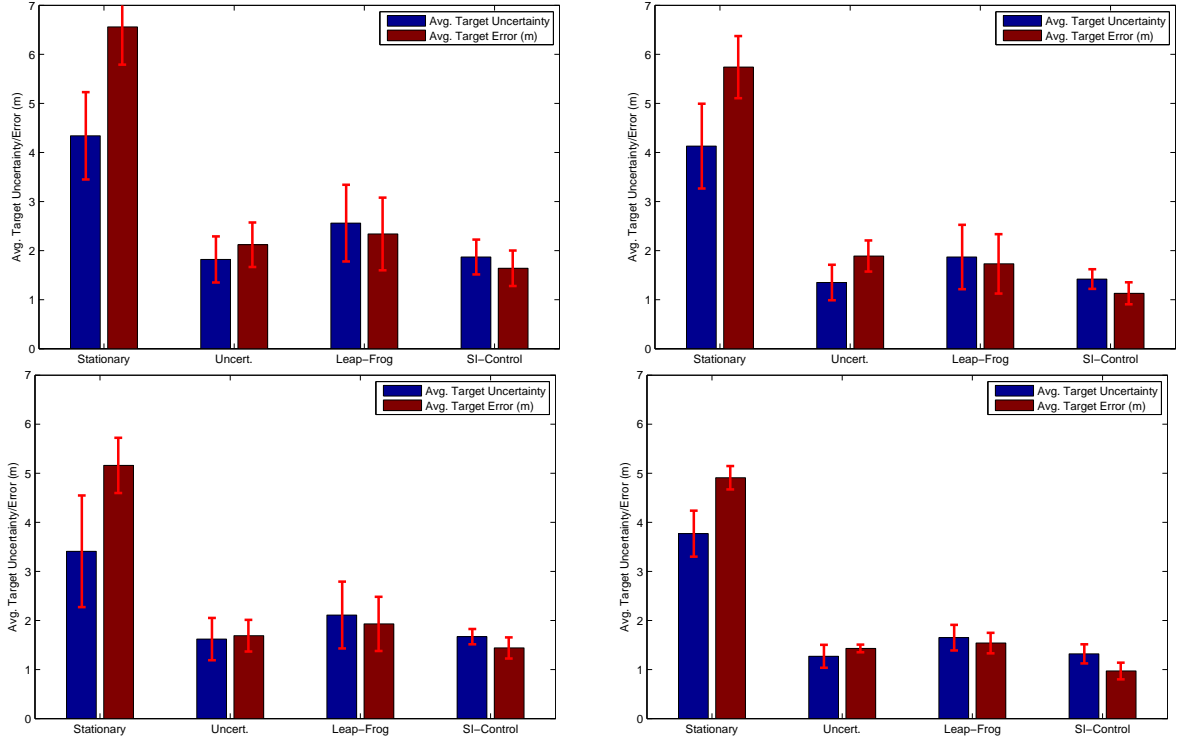 7
6
5
4
3
2
1
0
Avg. Target Uncertainty/Error (m)
Avg. Target Uncertainty
Avg. Target Error (m)
Stationary Uncert. Leap−Frog SI−Control
7
6
5
4
3
2
1
0
Avg. Target Uncertainty/Error (m)
Avg. Target Uncertainty
Avg. Target Error (m)
Stationary Uncert. Leap−Frog SI−Control
7
6
5
4
3
2
1
0
Avg. Target Uncertainty/Error (m)
Avg. Target Uncertainty
Avg. Target Error (m)
Stationary Uncert. Leap−Frog SI−Control
7
6
5
4
3
2
1
0
Avg. Target Uncertainty/Error (m)
Avg. Target Uncertainty
Avg. Target Error (m)
Stationary Uncert. Leap−Frog SI−Control